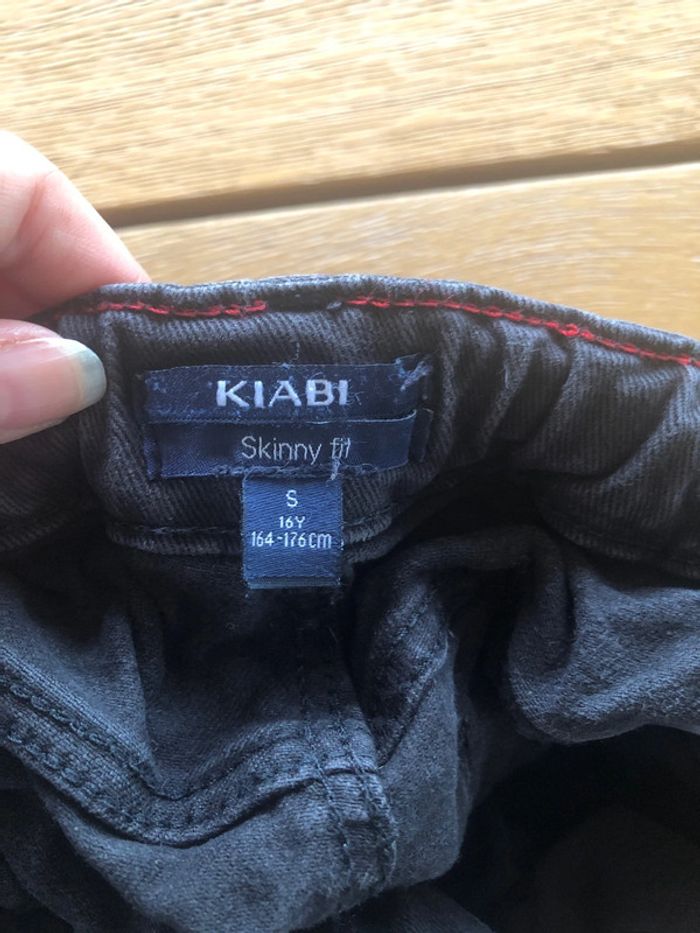 KIABI
Skinny fit
S
16Y
164-176cm